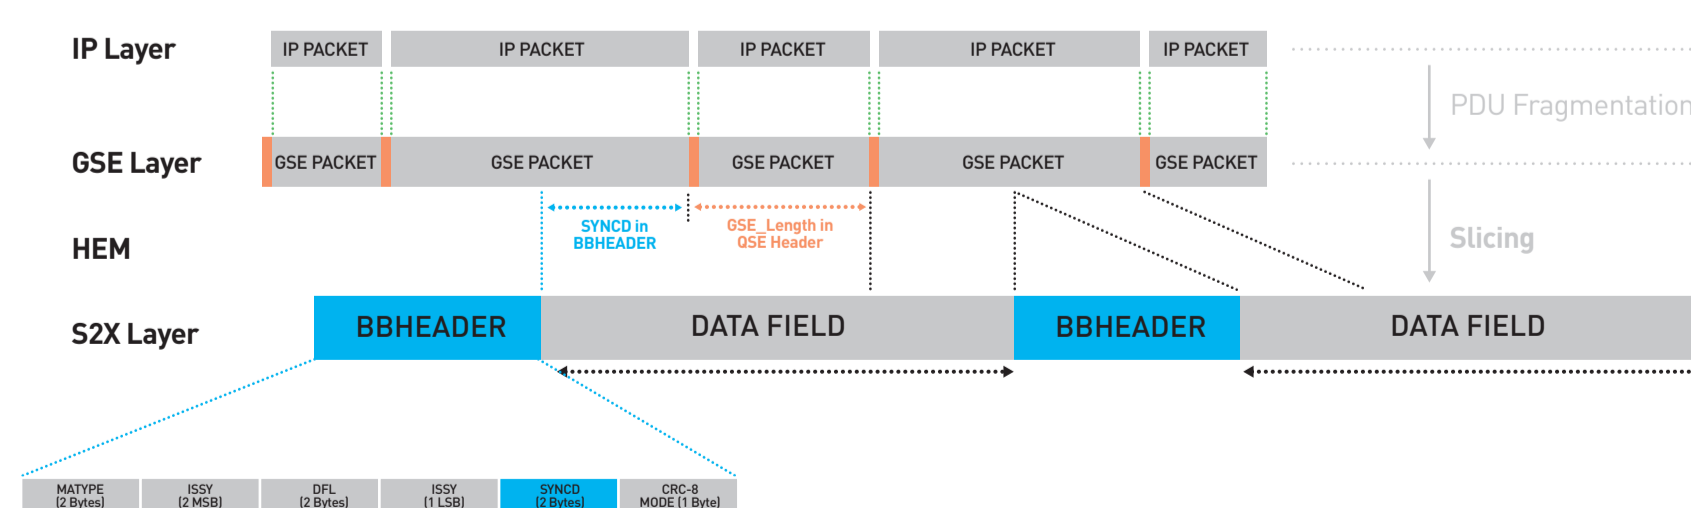 IP Layer
IP PACKET
IP PACKET
IP PACKET
IP PACKET
IP PACKET
PDU Fragmentation
GSE Layer
GSE PACKET
GSE PACKET
GSE PACKET
GSE PACKET
GSE PACKET
SYNCD in
BBHEADER
GSE_Length in
QSE Header
HEM
Slicing
S2X Layer
BBHEADER
DATA FIELD
BBHEADER
DATA FIELD
MATYPE
(2 Bytes)
ISSY
(2 MSB)
DFL
(2 Bytes)
ISSY
(1 LSB)
SYNCD
(2 Bytes)
CRC-8
MODE (1 Byte)